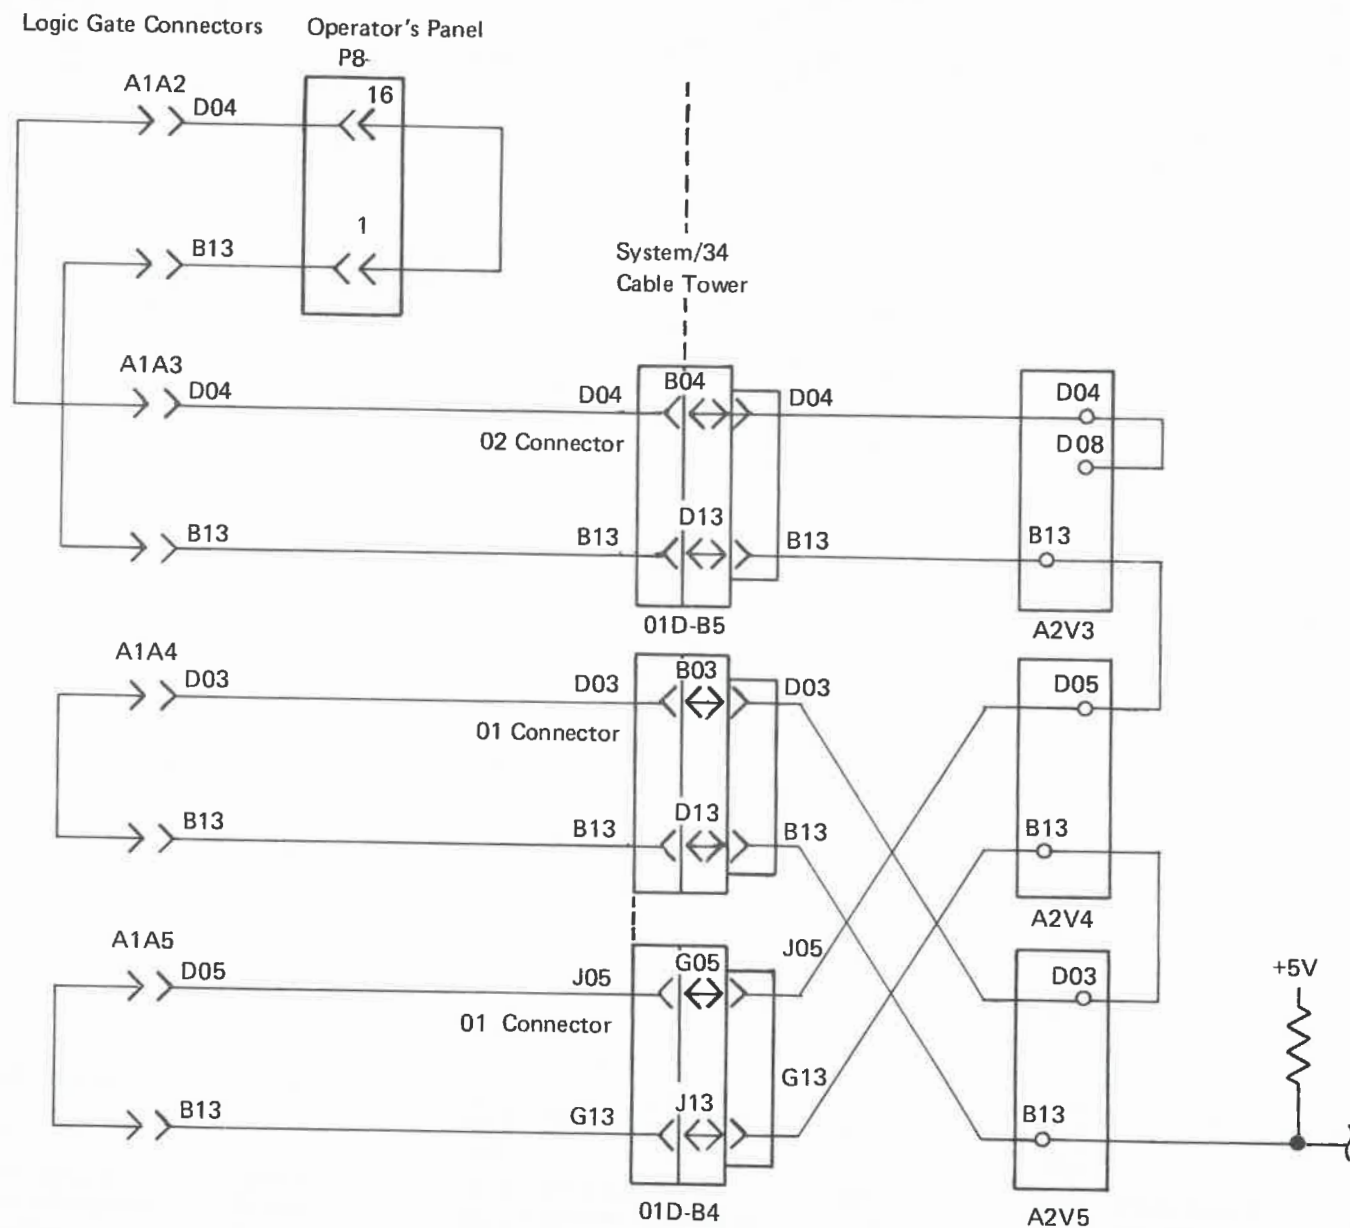 Logic Gate Connectors
Operator's Panel
P8-
A1A2
D04
16
B13
1
System/34
Cable Tower
A1A3
D04
D04
B04
D04
D04
02 Connector
D08
B13
B13
D13
B13
B13
01D-B5
A2V3
A1A4
D03
D03
B03
D03
D05
01 Connector
B13
B13
D13
B13
B13
A2V4
A1A5
D05
J05
G05
J05
D03
+5V
01 Connector
B13
G13
J13
G13
B13
01D-B4
A2V5